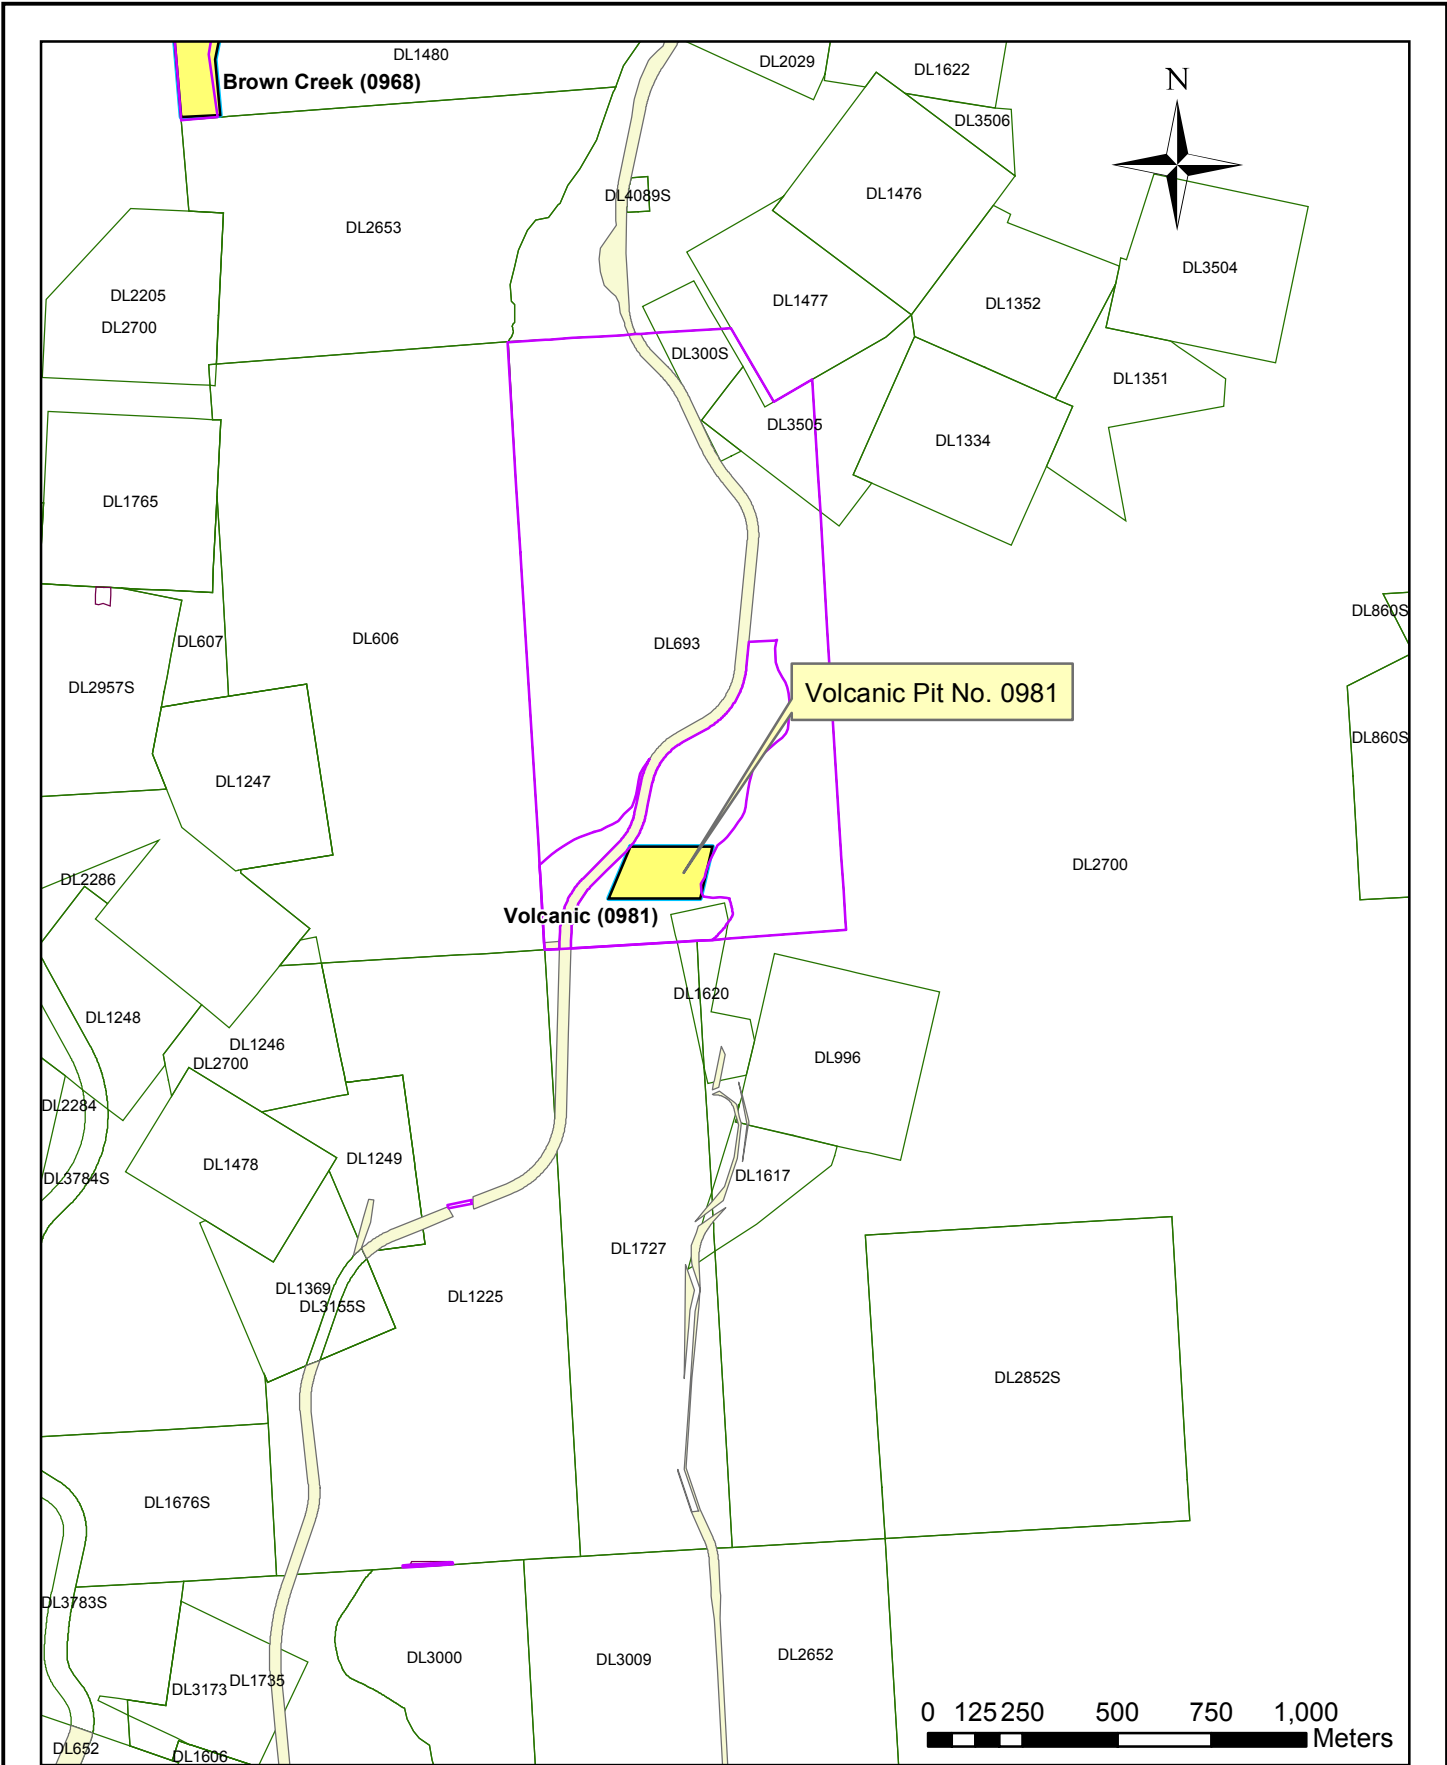 DL1480
DL2029
DL1622
N
Brown Creek (0968)
DL3506
DL4089S
DL1476
DL2653
DL3504
DL2205
DL1477
DL1352
DL2700
DL300S
DL1351
DL3505
DL1334
DL1765
DL860S
DL607
DL606
DL693
DL2957S
Volcanic Pit No. 0981
DL860S
DL1247
DL2700
DL2286
Volcanic (0981)
DL1620
DL1248
DL1246
DL996
DL2700
DL2284
DL1249
DL1478
DL3784S
DL1617
DL1727
DL1369
DL1225
DL3155S
DL2852S
DL1676S
DL3783S
DL3000
DL3009
DL2652
DL1735
DL3173
0 125 250 500 750 1,000
Meters
DL652
DL1606